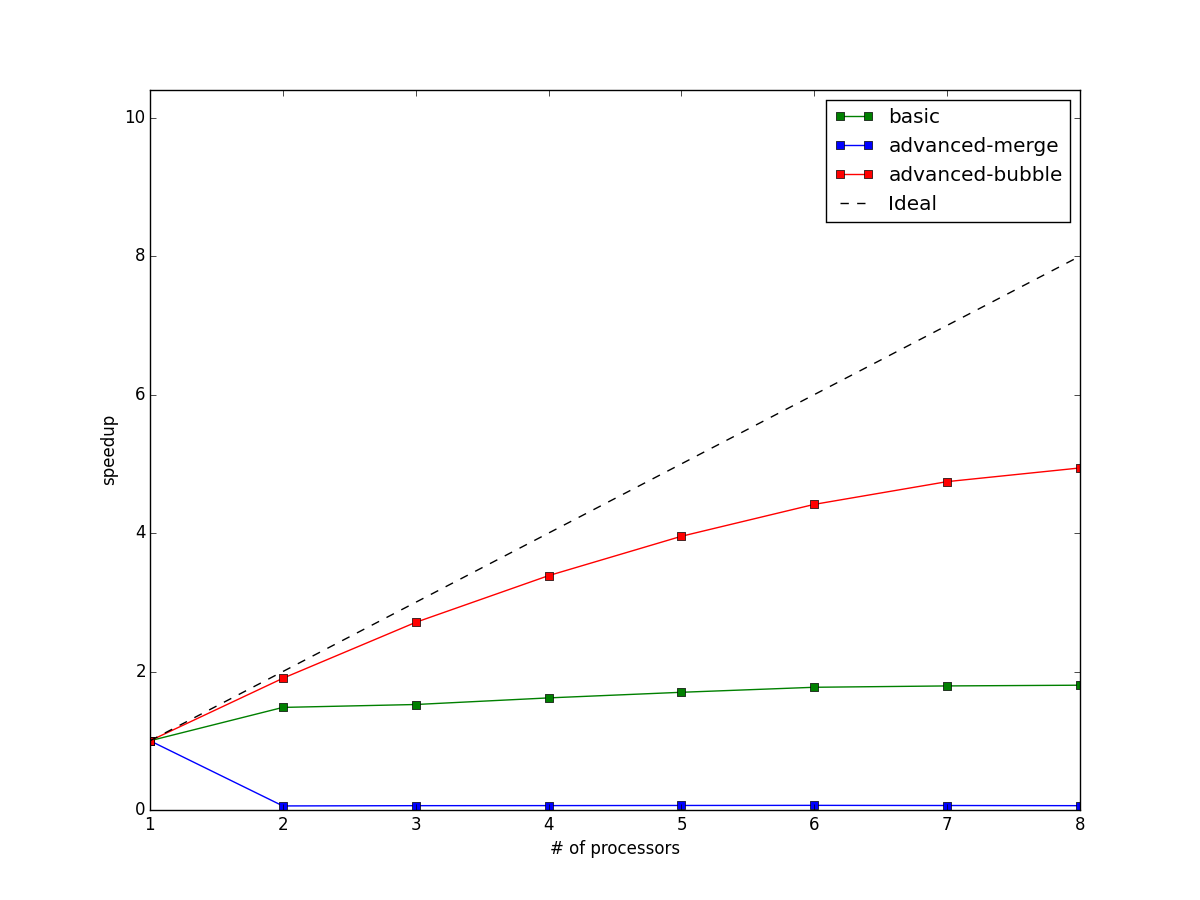 10
8
6
4
2
0
speedup
basic
advanced-merge
advanced-bubble
Ideal
1 2 3 4 5 6 7 8
# of processors